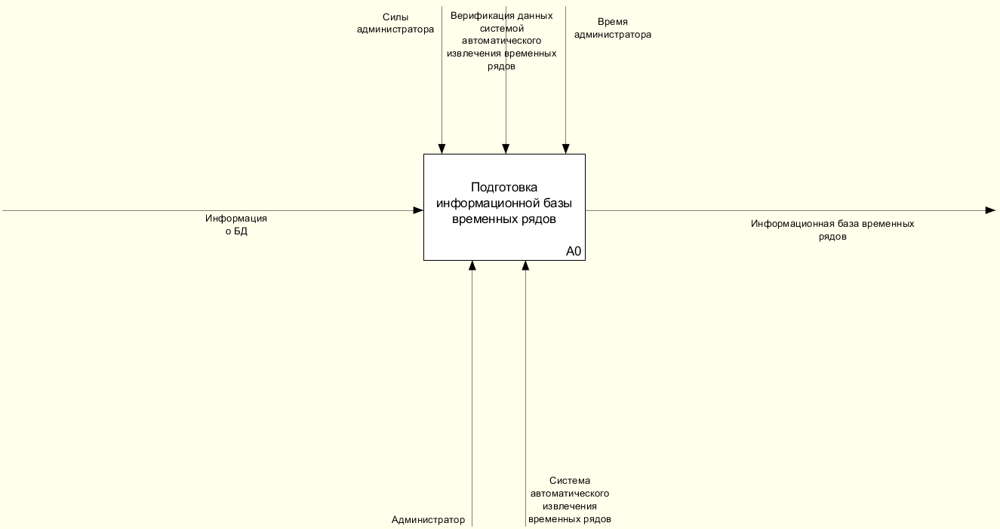 Силы
администратора
Верификация данных
системой
автоматического
извлечения временных
рядов
Время
администратора
Подготовка
информационной базы
временных рядов
A0
Информация
о БД
Информационная база временных
рядов
Администратор
Система
автоматического
извлечения
временных рядов